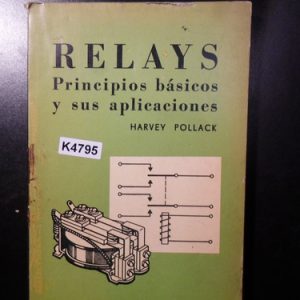 RELAYS
Principios básicos
y sus aplicaciones
HARVEY POLLACK
K4795